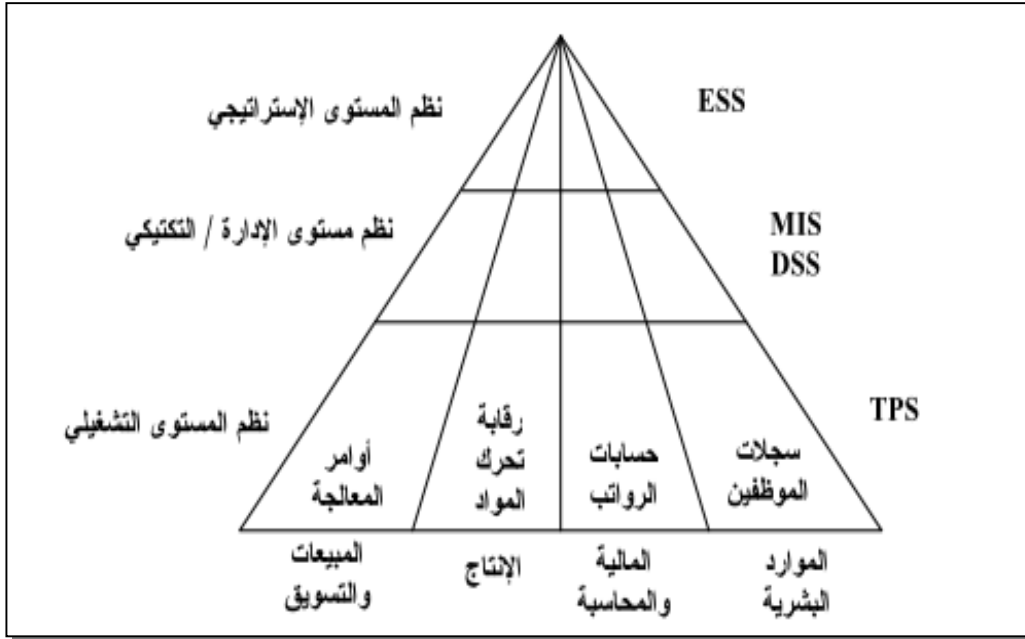 ESS
نظم المستوى الإستراتيجي
MIS
DSS
نظم مستوى الإدارة / التكتيكي
TPS
نظم المستوى التشغيلي
سجلات
الموظفين
حسابات
الرواتب
رقابة
تحرك
المواد
أوامر
المعالجة
الموارد
البشرية
المالية
والمحاسبة
الإنتاج
المبيعات
والتسويق